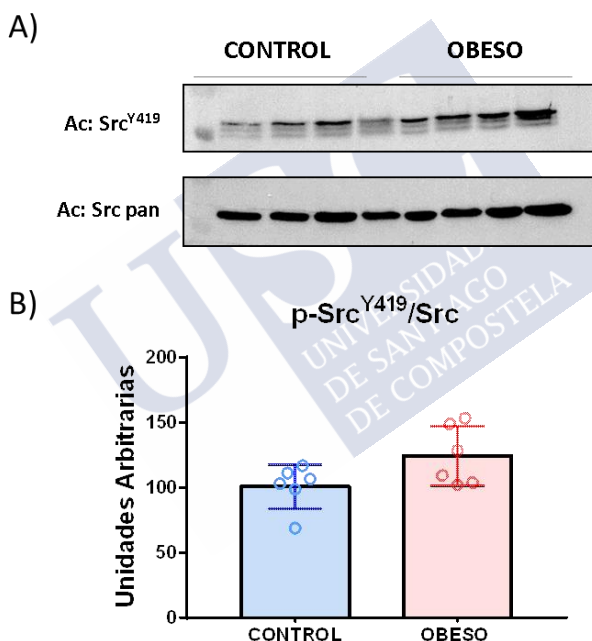 A)
CONTROL OBESO
Ac: Src^Y419
Ac: Src pan
B)
p-Src^Y419/Src
UNIVERSIDADE
DE SANTIAGO
DE COMPOSTELA
Unidades Arbitrarias
200
150
100
50
0
CONTROL OBESO